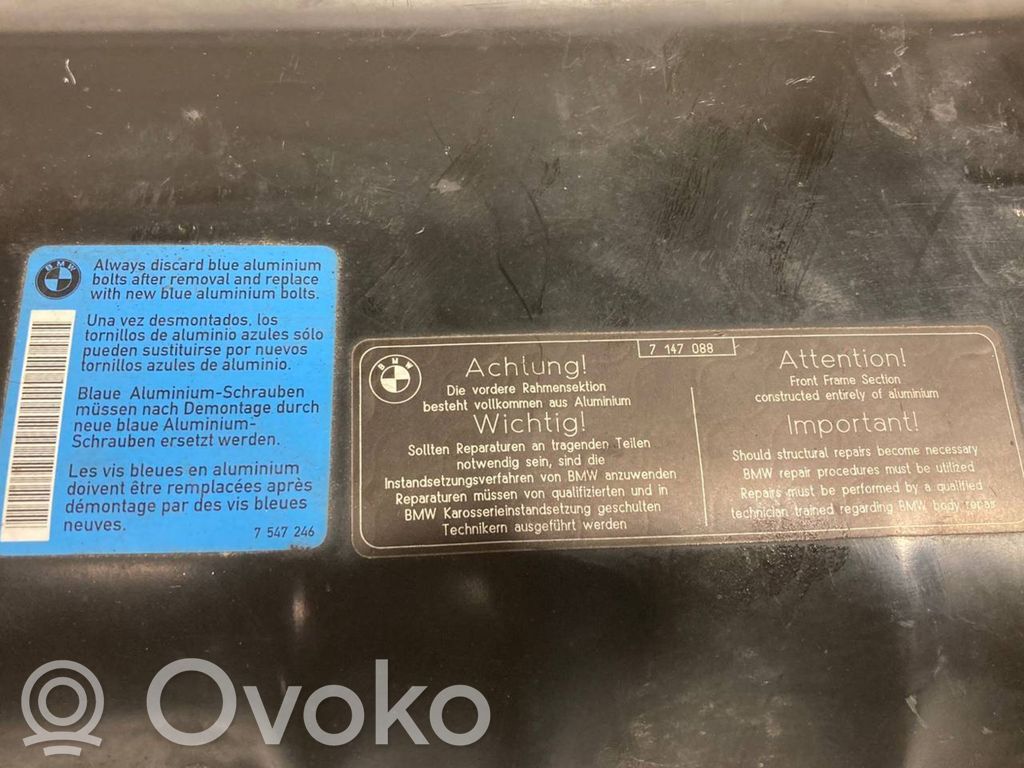 BMW
Always discard blue aluminium
bolts after removal and replace
with new blue aluminium bolts.
Una vez desmontados, los
tornillos de aluminio azules sólo
pueden sustituirse por nuevos
tornillos azules de aluminio.
Blaue Aluminium-Schrauben
müssen nach Demontage durch
neue blaue Aluminium-
Schrauben ersetzt werden.
Les vis bleues en aluminium
doivent être remplacées après
démontage par des vis bleues
neuves.
7 547 246
BMW
7 147 088
Achtung!
Die vordere Rahmensektion
besteht vollkommen aus Aluminium
Wichtig!
Sollten Reparaturen an tragenden Teilen
notwendig sein, sind die
Instandsetzungsverfahren von BMW anzuwenden
Reparaturen müssen von qualifizierten und in
BMW Karosserieinstandsetzung geschulten
Technikern ausgeführt werden
Attention!
Front Frame Section
constructed entirely of aluminium
Important!
Should structural repairs become necessary
BMW repair procedures must be utilized
Repairs must be performed by a qualified
technician trained regarding BMW body repair
Ovoko